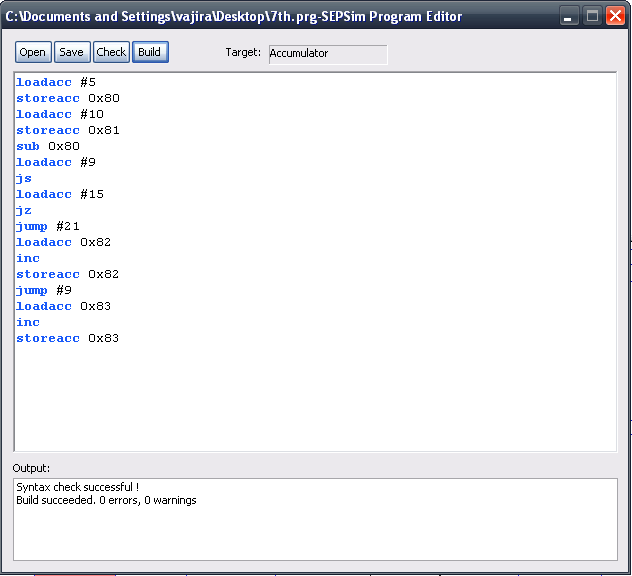 C:\Documents and Settings\vajira\Desktop\7th.prg-SEPSim Program Editor
Open Save Check Build Target: Accumulator
loadacc #5
storeacc 0x80
loadacc #10
storeacc 0x81
sub 0x80
loadacc #9
js
loadacc #15
jz
jump #21
loadacc 0x82
inc
storeacc 0x82
jump #9
loadacc 0x83
inc
storeacc 0x83
Output:
Syntax check successful !
Build succeeded. 0 errors, 0 warnings